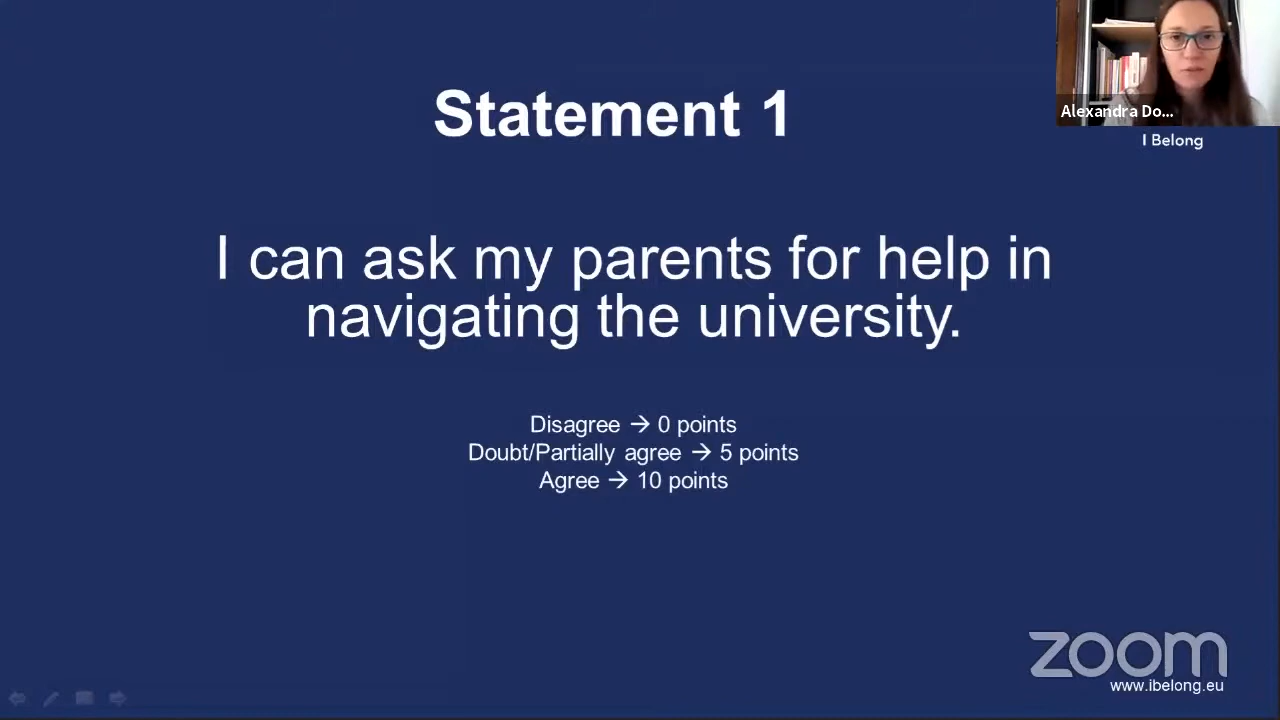 Statement 1
Alexandra Do...
I Belong
I can ask my parents for help in
navigating the university.
Disagree → 0 points
Doubt/Partially agree → 5 points
Agree → 10 points
zoom
www.ibelong.eu